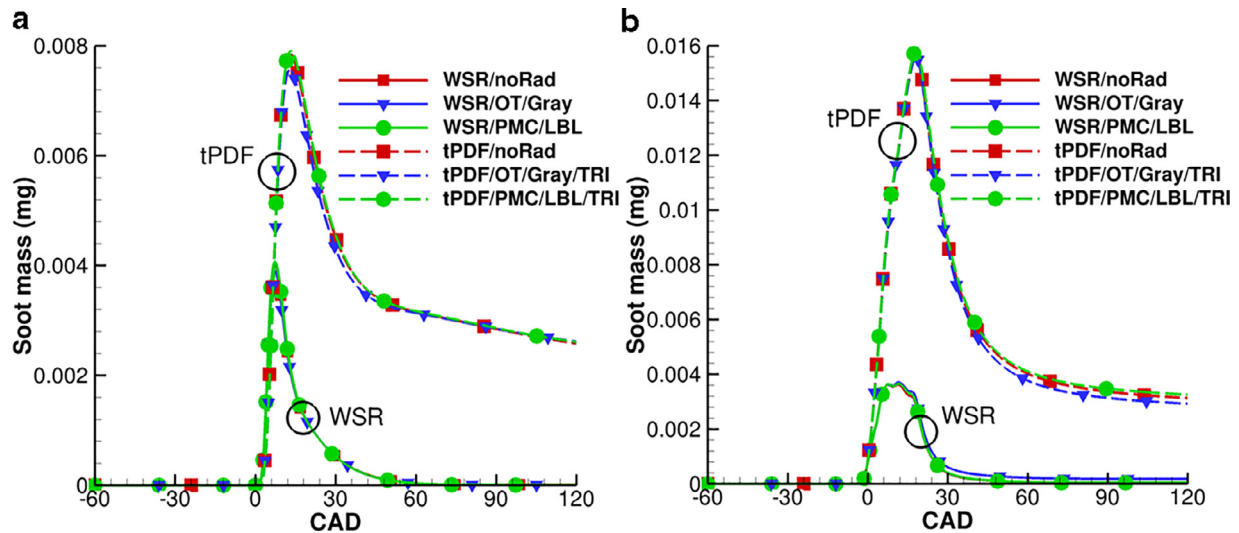 a
Soot mass (mg)
0.008
0.006
0.004
0.002
0
-60
-30
0
30
60
90
120
CAD
tPDF
WSR
WSR/noRad
WSR/OT/Gray
WSR/PMC/LBL
tPDF/noRad
tPDF/OT/Gray/TRI
tPDF/PMC/LBL/TRI
b
Soot mass (mg)
0.016
0.014
0.012
0.01
0.008
0.006
0.004
0.002
0
-60
-30
0
30
60
90
120
CAD
tPDF
WSR
WSR/noRad
WSR/OT/Gray
WSR/PMC/LBL
tPDF/noRad
tPDF/OT/Gray/TRI
tPDF/PMC/LBL/TRI